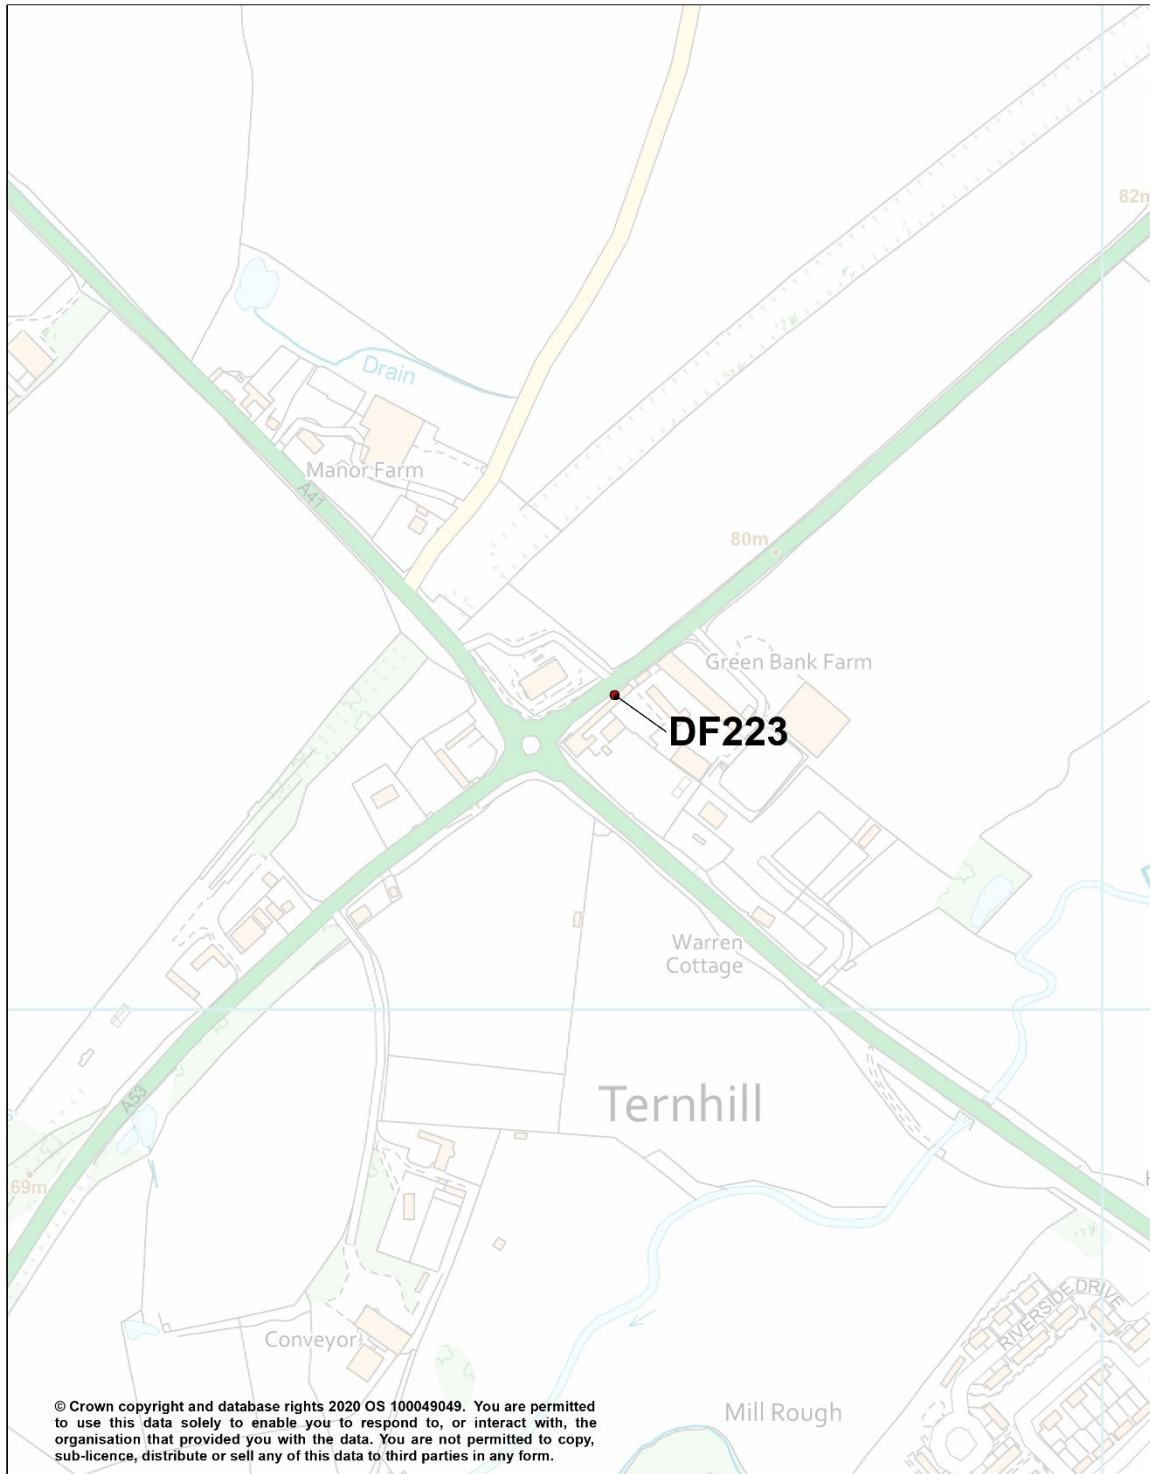 82m
Drain
Manor Farm
A41
80m
Green Bank Farm
DF223
Warren
Cottage
A53
Ternhill
69m
RIVERSIDE DRIVE
Conveyor
Mill Rough
© Crown copyright and database rights 2020 OS 100049049. You are permitted
to use this data solely to enable you to respond to, or interact with, the
organisation that provided you with the data. You are not permitted to copy,
sub-licence, distribute or sell any of this data to third parties in any form.